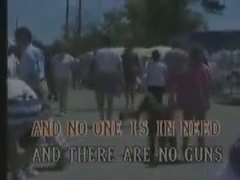 AND NO ONE IS IN NEED
AND THERE ARE NO GUNS